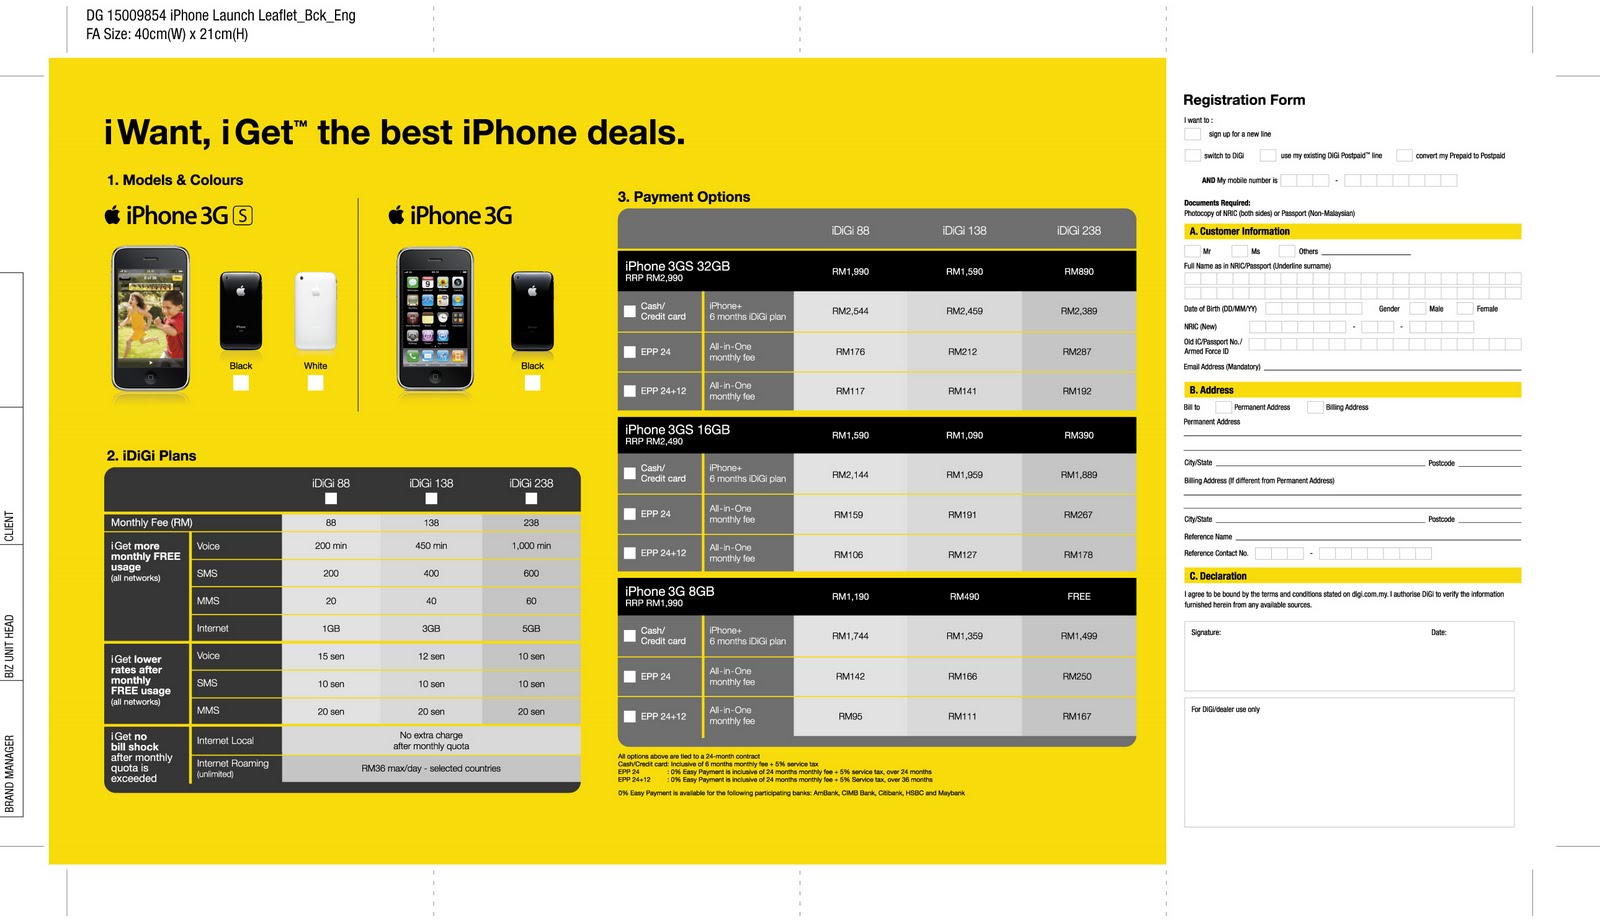 DG 15009854 iPhone Launch Leaflet_Bck_Eng
FA Size: 40cm(W) x 21cm(H)
CLIENT
BIZ UNIT HEAD
BRAND MANAGER
i Want, i Get™ the best iPhone deals.
1. Models & Colours
iPhone 3G S
Black
White
iPhone 3G
Black
2. iDiGi Plans
iDiGi 88 iDiGi 138 iDiGi 238
Monthly Fee (RM) 88 138 238
i Get more
monthly FREE
usage
(all networks)
Voice 200 min 450 min 1,000 min
SMS 200 400 600
MMS 20 40 60
Internet 1GB 3GB 5GB
i Get lower
rates after
monthly
FREE usage
(all networks)
Voice 15 sen 12 sen 10 sen
SMS 10 sen 10 sen 10 sen
MMS 20 sen 20 sen 20 sen
i Get no
bill shock
after monthly
quota is
exceeded
Internet Local No extra charge
after monthly quota
Internet Roaming
(unlimited)
RM36 max/day - selected countries
3. Payment Options
iDiGi 88 iDiGi 138 iDiGi 238
iPhone 3GS 32GB
RRP RM2,990
RM1,990 RM1,590 RM890
Cash/
Credit card
iPhone+
6 months iDiGi plan
RM2,544 RM2,459 RM2,389
EPP 24
All-in-One
monthly fee
RM176 RM212 RM287
EPP 24+12
All-in-One
monthly fee
RM117 RM141 RM192
iPhone 3GS 16GB
RRP RM2,490
RM1,590 RM1,090 RM390
Cash/
Credit card
iPhone+
6 months iDiGi plan
RM2,144 RM1,959 RM1,889
EPP 24
All-in-One
monthly fee
RM159 RM191 RM267
EPP 24+12
All-in-One
monthly fee
RM106 RM127 RM178
iPhone 3G 8GB
RRP RM1,990
RM1,190 RM490 FREE
Cash/
Credit card
iPhone+
6 months iDiGi plan
RM1,744 RM1,359 RM1,499
EPP 24
All-in-One
monthly fee
RM142 RM166 RM250
EPP 24+12
All-in-One
monthly fee
RM95 RM111 RM167
All options above are tied to a 24-month contract
Cash/Credit card: Inclusive of 6 months monthly fee + 5% service tax
EPP 24 : 0% Easy Payment is inclusive of 24 months monthly fee + 5% service tax, over 24 months
EPP 24+12 : 0% Easy Payment is inclusive of 24 months monthly fee + 5% Service tax, over 36 months
0% Easy Payment is available for the following participating banks: AmBank, CIMB Bank, Citibank, HSBC and Maybank
Registration Form
I want to :
sign up for a new line
switch to DiGi use my existing DiGi Postpaid™ line convert my Prepaid to Postpaid
AND My mobile number is -
Documents Required:
Photocopy of NRIC (both sides) or Passport (Non-Malaysian)
A. Customer Information
Mr Ms Others
Full Name as in NRIC/Passport (Underline surname)
Date of Birth (DD/MM/YY) Gender Male Female
NRIC (New) - -
Old IC/Passport No./
Armed Force ID
Email Address (Mandatory)
B. Address
Bill to Permanent Address Billing Address
Permanent Address
City/State Postcode
Billing Address (If different from Permanent Address)
City/State Postcode
Reference Name
Reference Contact No. -
C. Declaration
I agree to be bound by the terms and conditions stated on digi.com.my. I authorise DiGi to verify the information
furnished herein from any available sources.
Signature: Date:
For DiGi/dealer use only